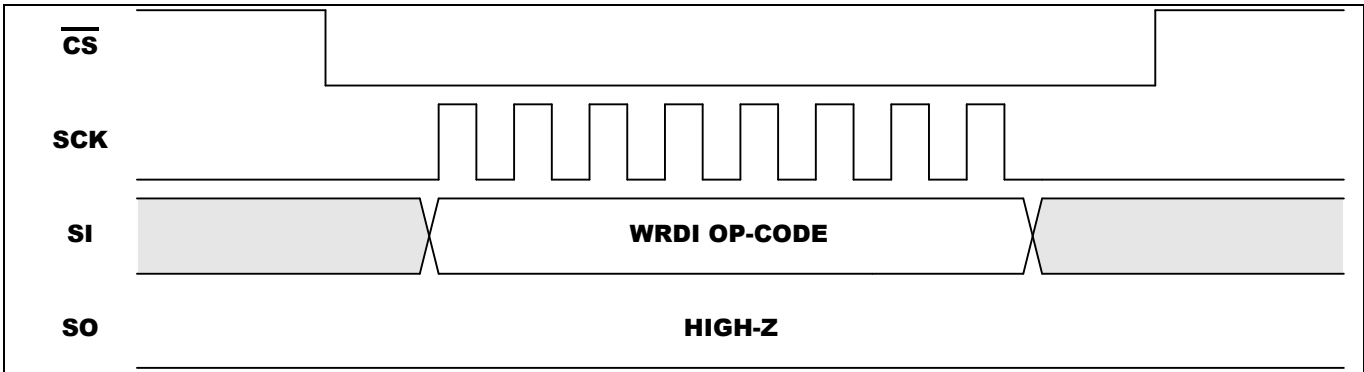 CS
SCK
SI
WRDI OP-CODE
SO
HIGH-Z